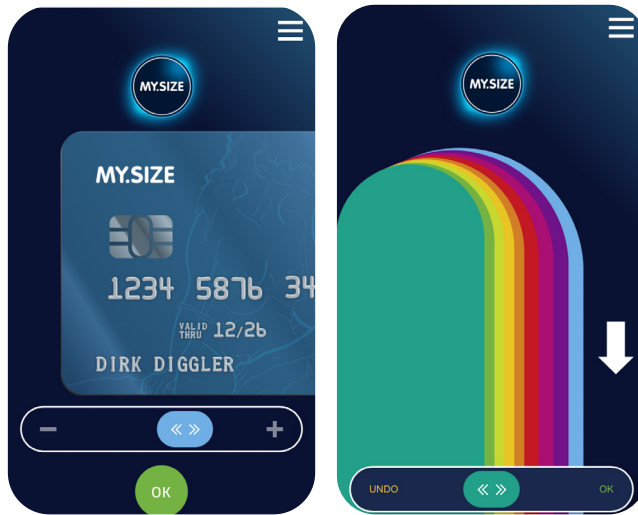 MY.SIZE
MY.SIZE
1234 5876 34
VALID
THRU 12/26
DIRK DIGGLER
OK
MY.SIZE
UNDO
OK